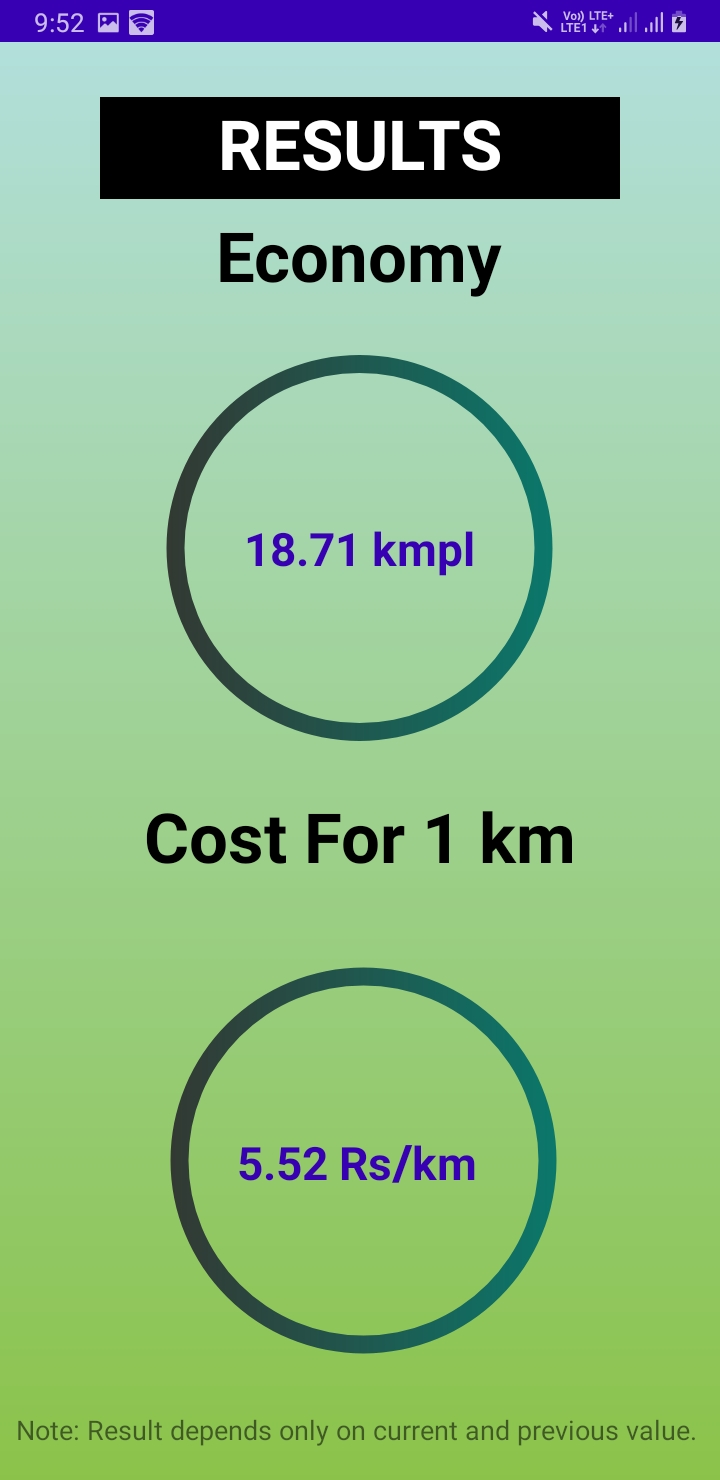 9:52 Vo)) LTE+
LTE1
RESULTS
Economy
18.71 kmpl
Cost For 1 km
5.52 Rs/km
Note: Result depends only on current and previous value.